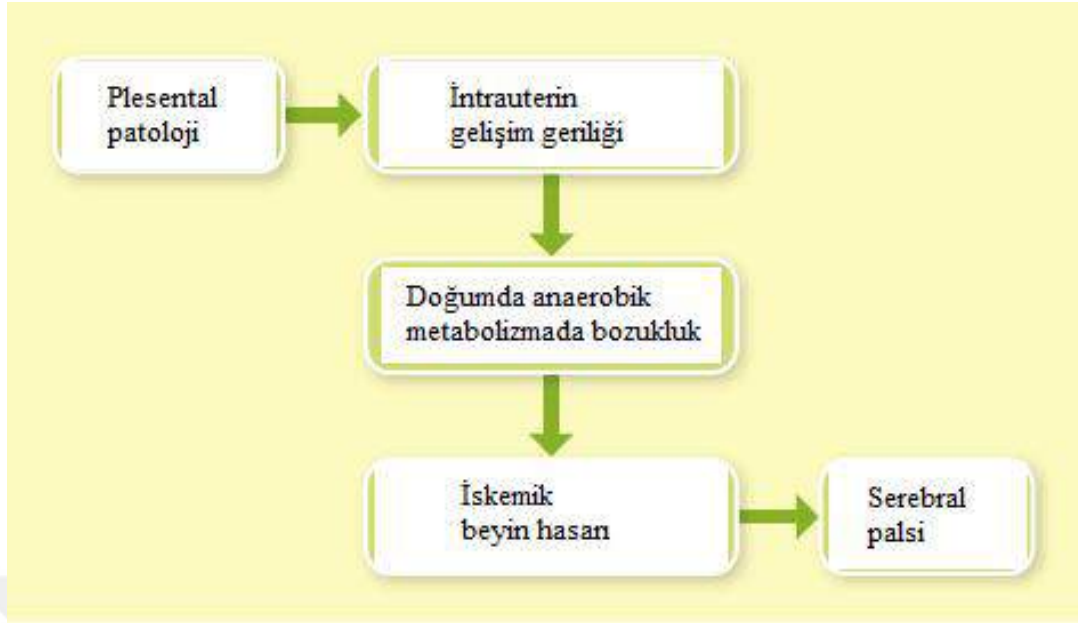 Plesental
patoloji
İntrauterin
gelişim geriliği
Doğumda anaerobik
metabolizmada bozukluk
İskemik
beyin hasarı
Serebral
palsi